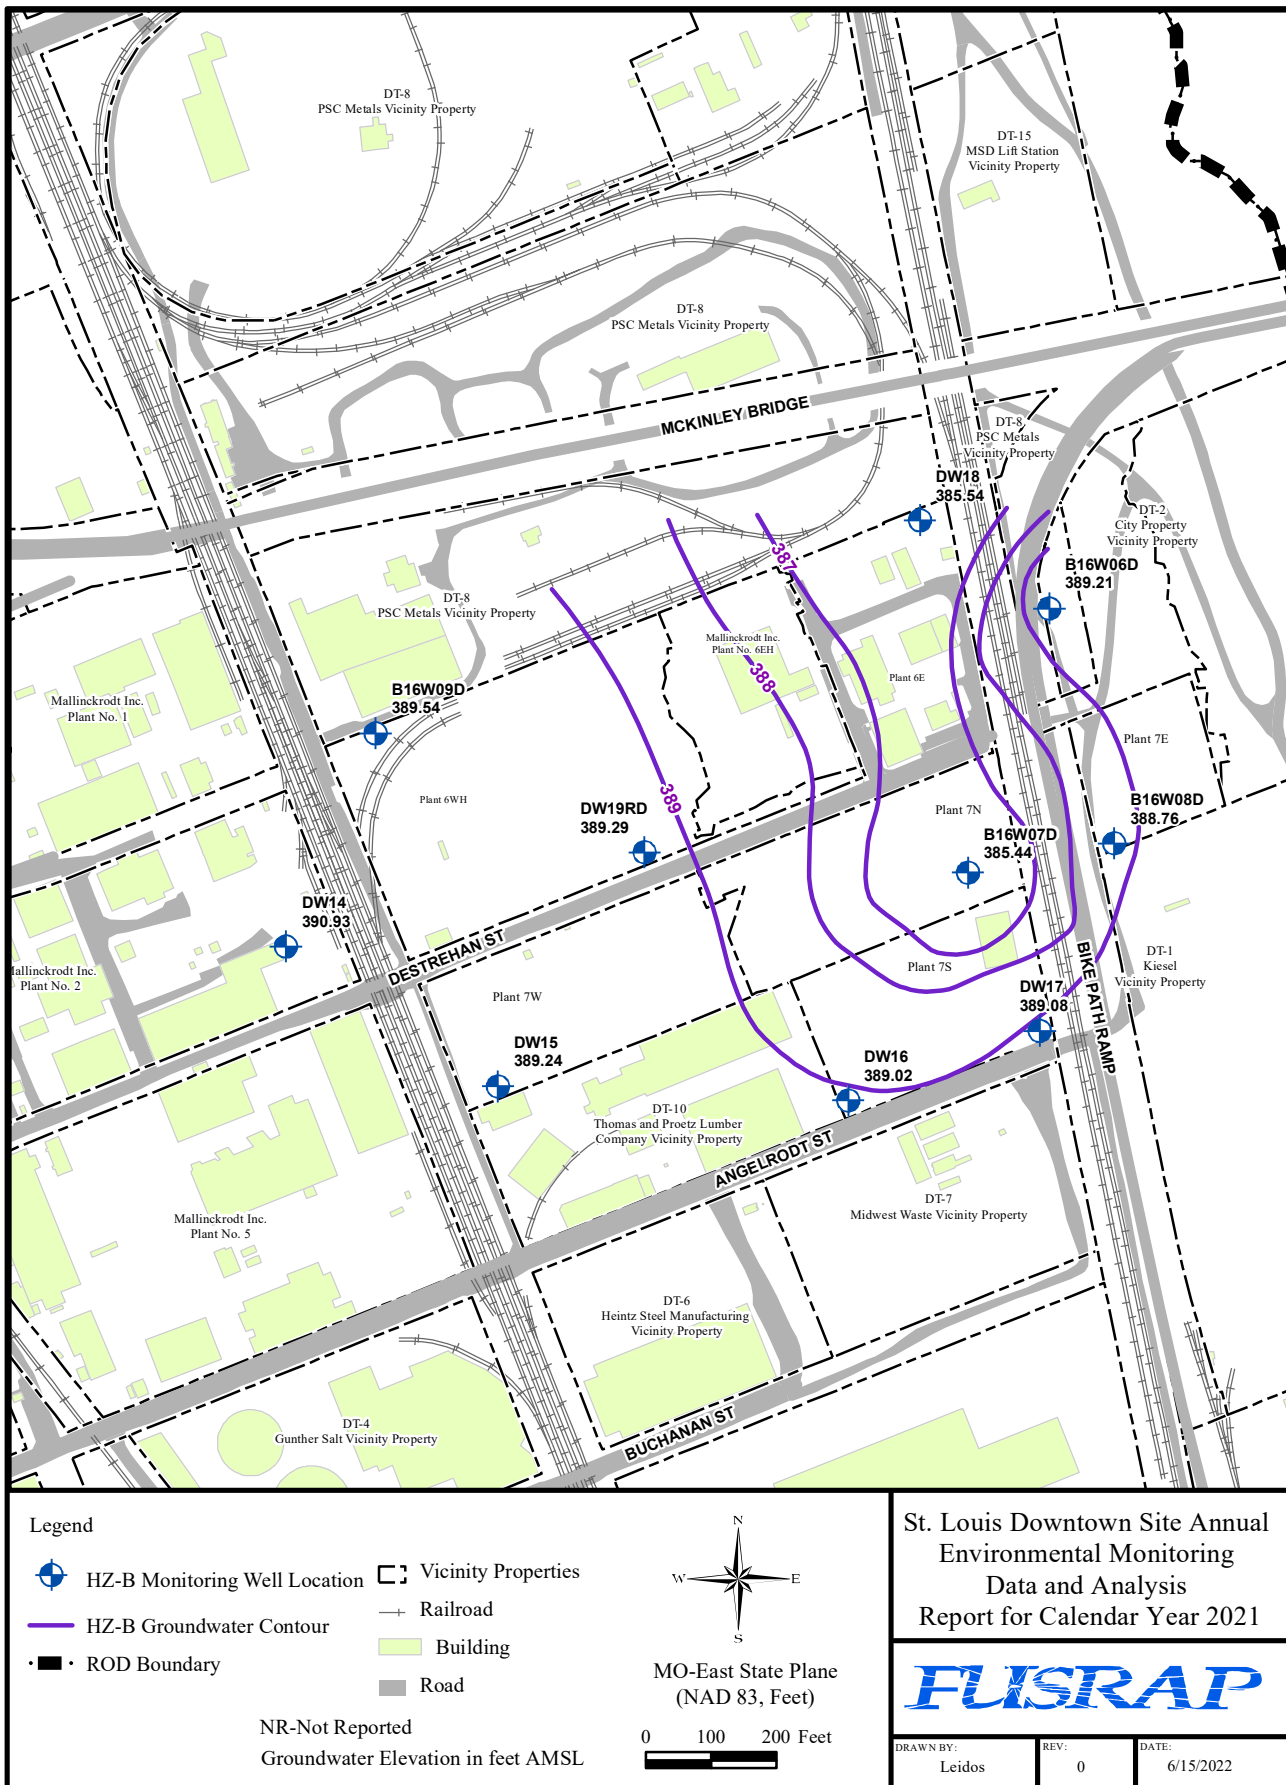 DT-8
PSC Metals Vicinity Property
DT-15
MSD Lift Station
Vicinity Property
DT-8
PSC Metals Vicinity Property
MCKINLEY BRIDGE
DT-8
PSC Metals
Vicinity Property
DW18
385.54
DT-2
City Property
Vicinity Property
387
B16W06D
389.21
DT-8
PSC Metals Vicinity Property
Mallinckrodt Inc.
Plant No. 6EH
388
Plant 6E
Mallinckrodt Inc.
Plant No. 1
B16W09D
389.54
Plant 7E
389
Plant 6WH
DW19RD
389.29
Plant 7N
B16W08D
388.76
B16W07D
385.44
DW14
390.93
DESTREHAN ST
Mallinckrodt Inc.
Plant No. 2
Plant 7W
Plant 7S
DT-1
Kiesel
Vicinity Property
BIKE PATH RAMP
DW17
389.08
DW15
389.24
DW16
389.02
DT-10
Thomas and Proetz Lumber
Company Vicinity Property
ANGELRODT ST
DT-7
Midwest Waste Vicinity Property
Mallinckrodt Inc.
Plant No. 5
DT-6
Heintz Steel Manufacturing
Vicinity Property
DT-4
Gunther Salt Vicinity Property
BUCHANAN ST
Legend
HZ-B Monitoring Well Location
HZ-B Groundwater Contour
ROD Boundary
Vicinity Properties
Railroad
Building
Road
NR-Not Reported
Groundwater Elevation in feet AMSL
N
W E
S
MO-East State Plane
(NAD 83, Feet)
0 100 200 Feet
St. Louis Downtown Site Annual
Environmental Monitoring
Data and Analysis
Report for Calendar Year 2021
FUSRAP
DRAWN BY:
Leidos
REV:
0
DATE:
6/15/2022